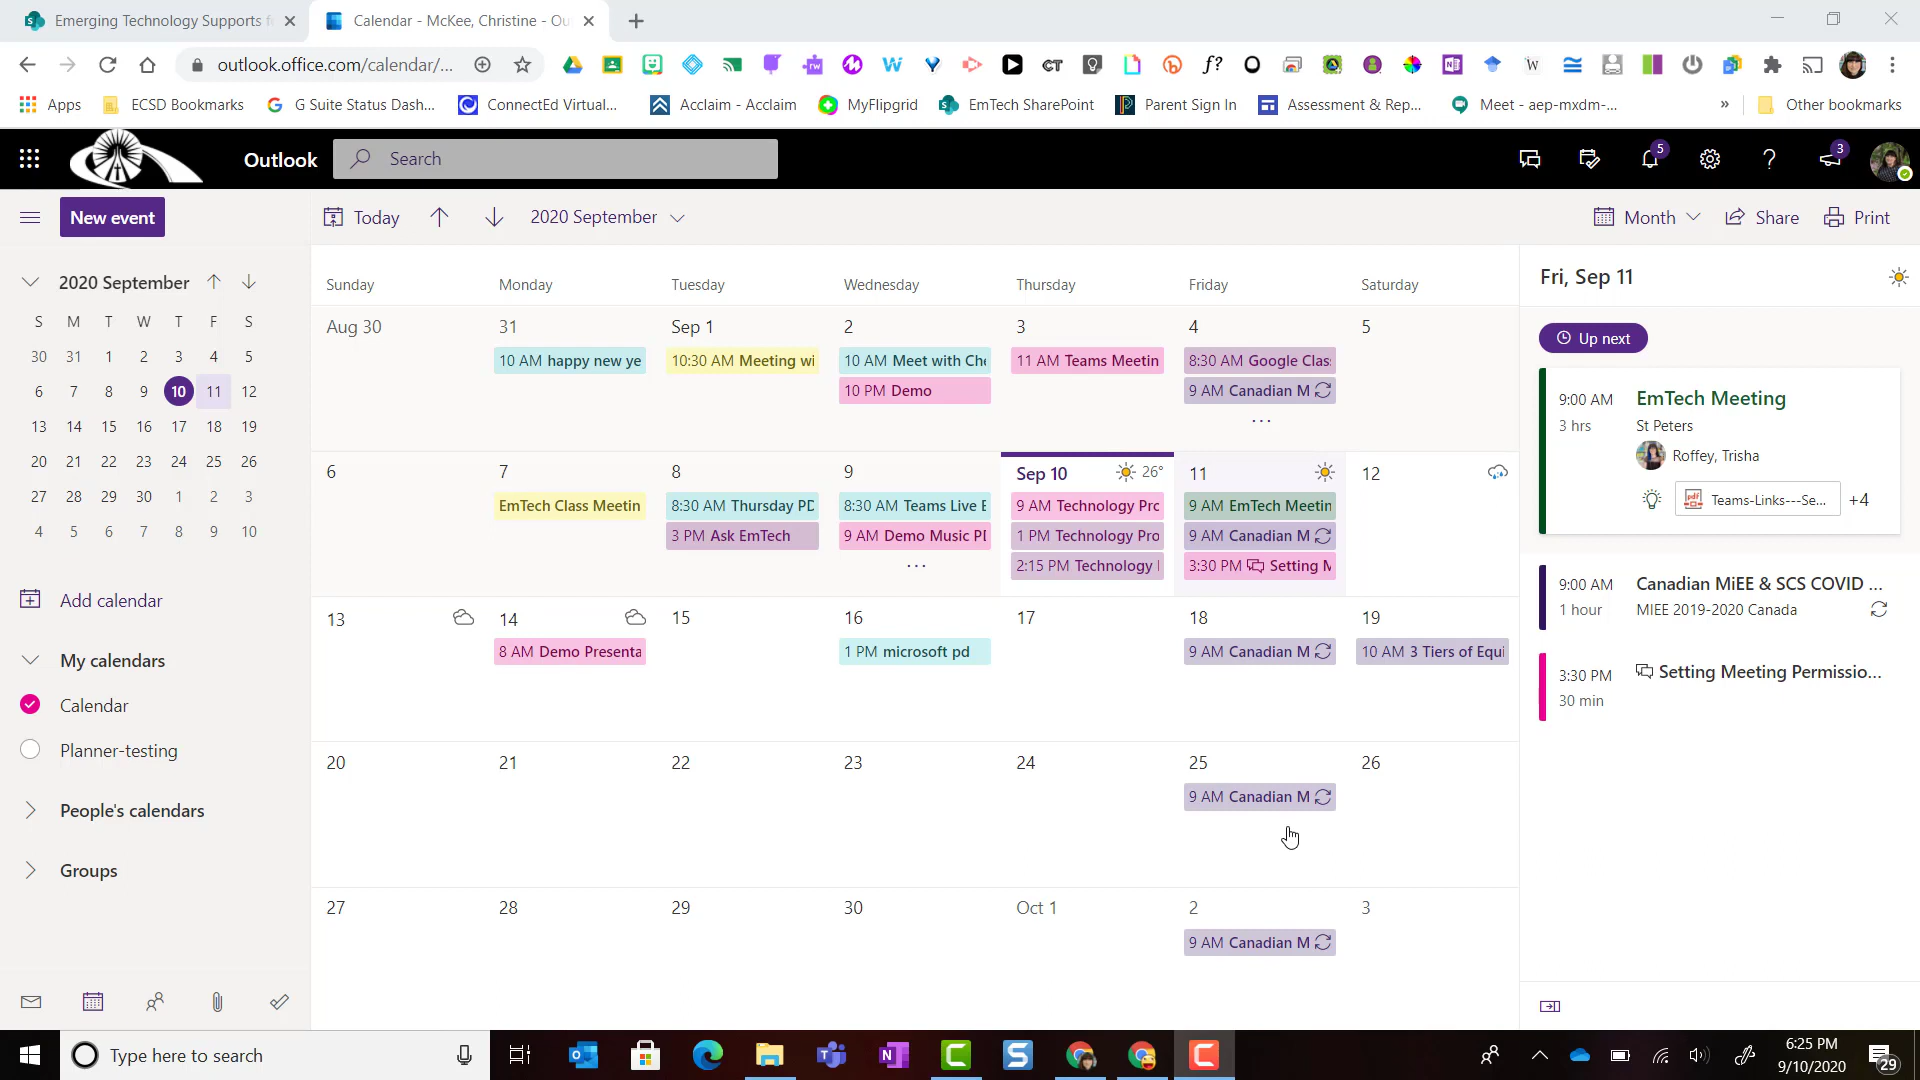 Emerging Technology Supports f
Calendar - McKee, Christine - Ou
outlook.office.com/calendar/...
Apps
ECSD Bookmarks
G Suite Status Dash...
ConnectEd Virtual...
Acclaim - Acclaim
MyFlipgrid
EmTech SharePoint
Parent Sign In
Assessment & Rep...
Meet - aep-mxdm-...
»
Other bookmarks
Outlook
Search
5
3
New event
Today
2020 September
Month
Share
Print
2020 September
S M T W T F S
30 31 1 2 3 4 5
6 7 8 9 10 11 12
13 14 15 16 17 18 19
20 21 22 23 24 25 26
27 28 29 30 1 2 3
4 5 6 7 8 9 10
Add calendar
My calendars
Calendar
Planner-testing
People's calendars
Groups
Sunday Monday Tuesday Wednesday Thursday Friday Saturday
Aug 30 31 Sep 1 2 3 4 5
10 AM happy new ye
10:30 AM Meeting wi
10 AM Meet with Che
11 AM Teams Meetin
8:30 AM Google Clas
10 PM Demo
9 AM Canadian M
...
6 7 8 9 Sep 10 26° 11 12
EmTech Class Meetin
8:30 AM Thursday PD
8:30 AM Teams Live E
9 AM Technology Pro
9 AM EmTech Meetin
3 PM Ask EmTech
9 AM Demo Music Pl
1 PM Technology Pro
9 AM Canadian M
...
2:15 PM Technology
3:30 PM Setting M
13 14 15 16 17 18 19
8 AM Demo Presenta
1 PM microsoft pd
9 AM Canadian M
10 AM 3 Tiers of Equi
20 21 22 23 24 25 26
9 AM Canadian M
27 28 29 30 Oct 1 2 3
9 AM Canadian M
Fri, Sep 11
Up next
9:00 AM EmTech Meeting
3 hrs St Peters
Roffey, Trisha
Teams-Links---Se... +4
9:00 AM Canadian MiEE & SCS COVID ...
1 hour MIEE 2019-2020 Canada
3:30 PM Setting Meeting Permissio...
30 min
Type here to search
6:25 PM
9/10/2020
29